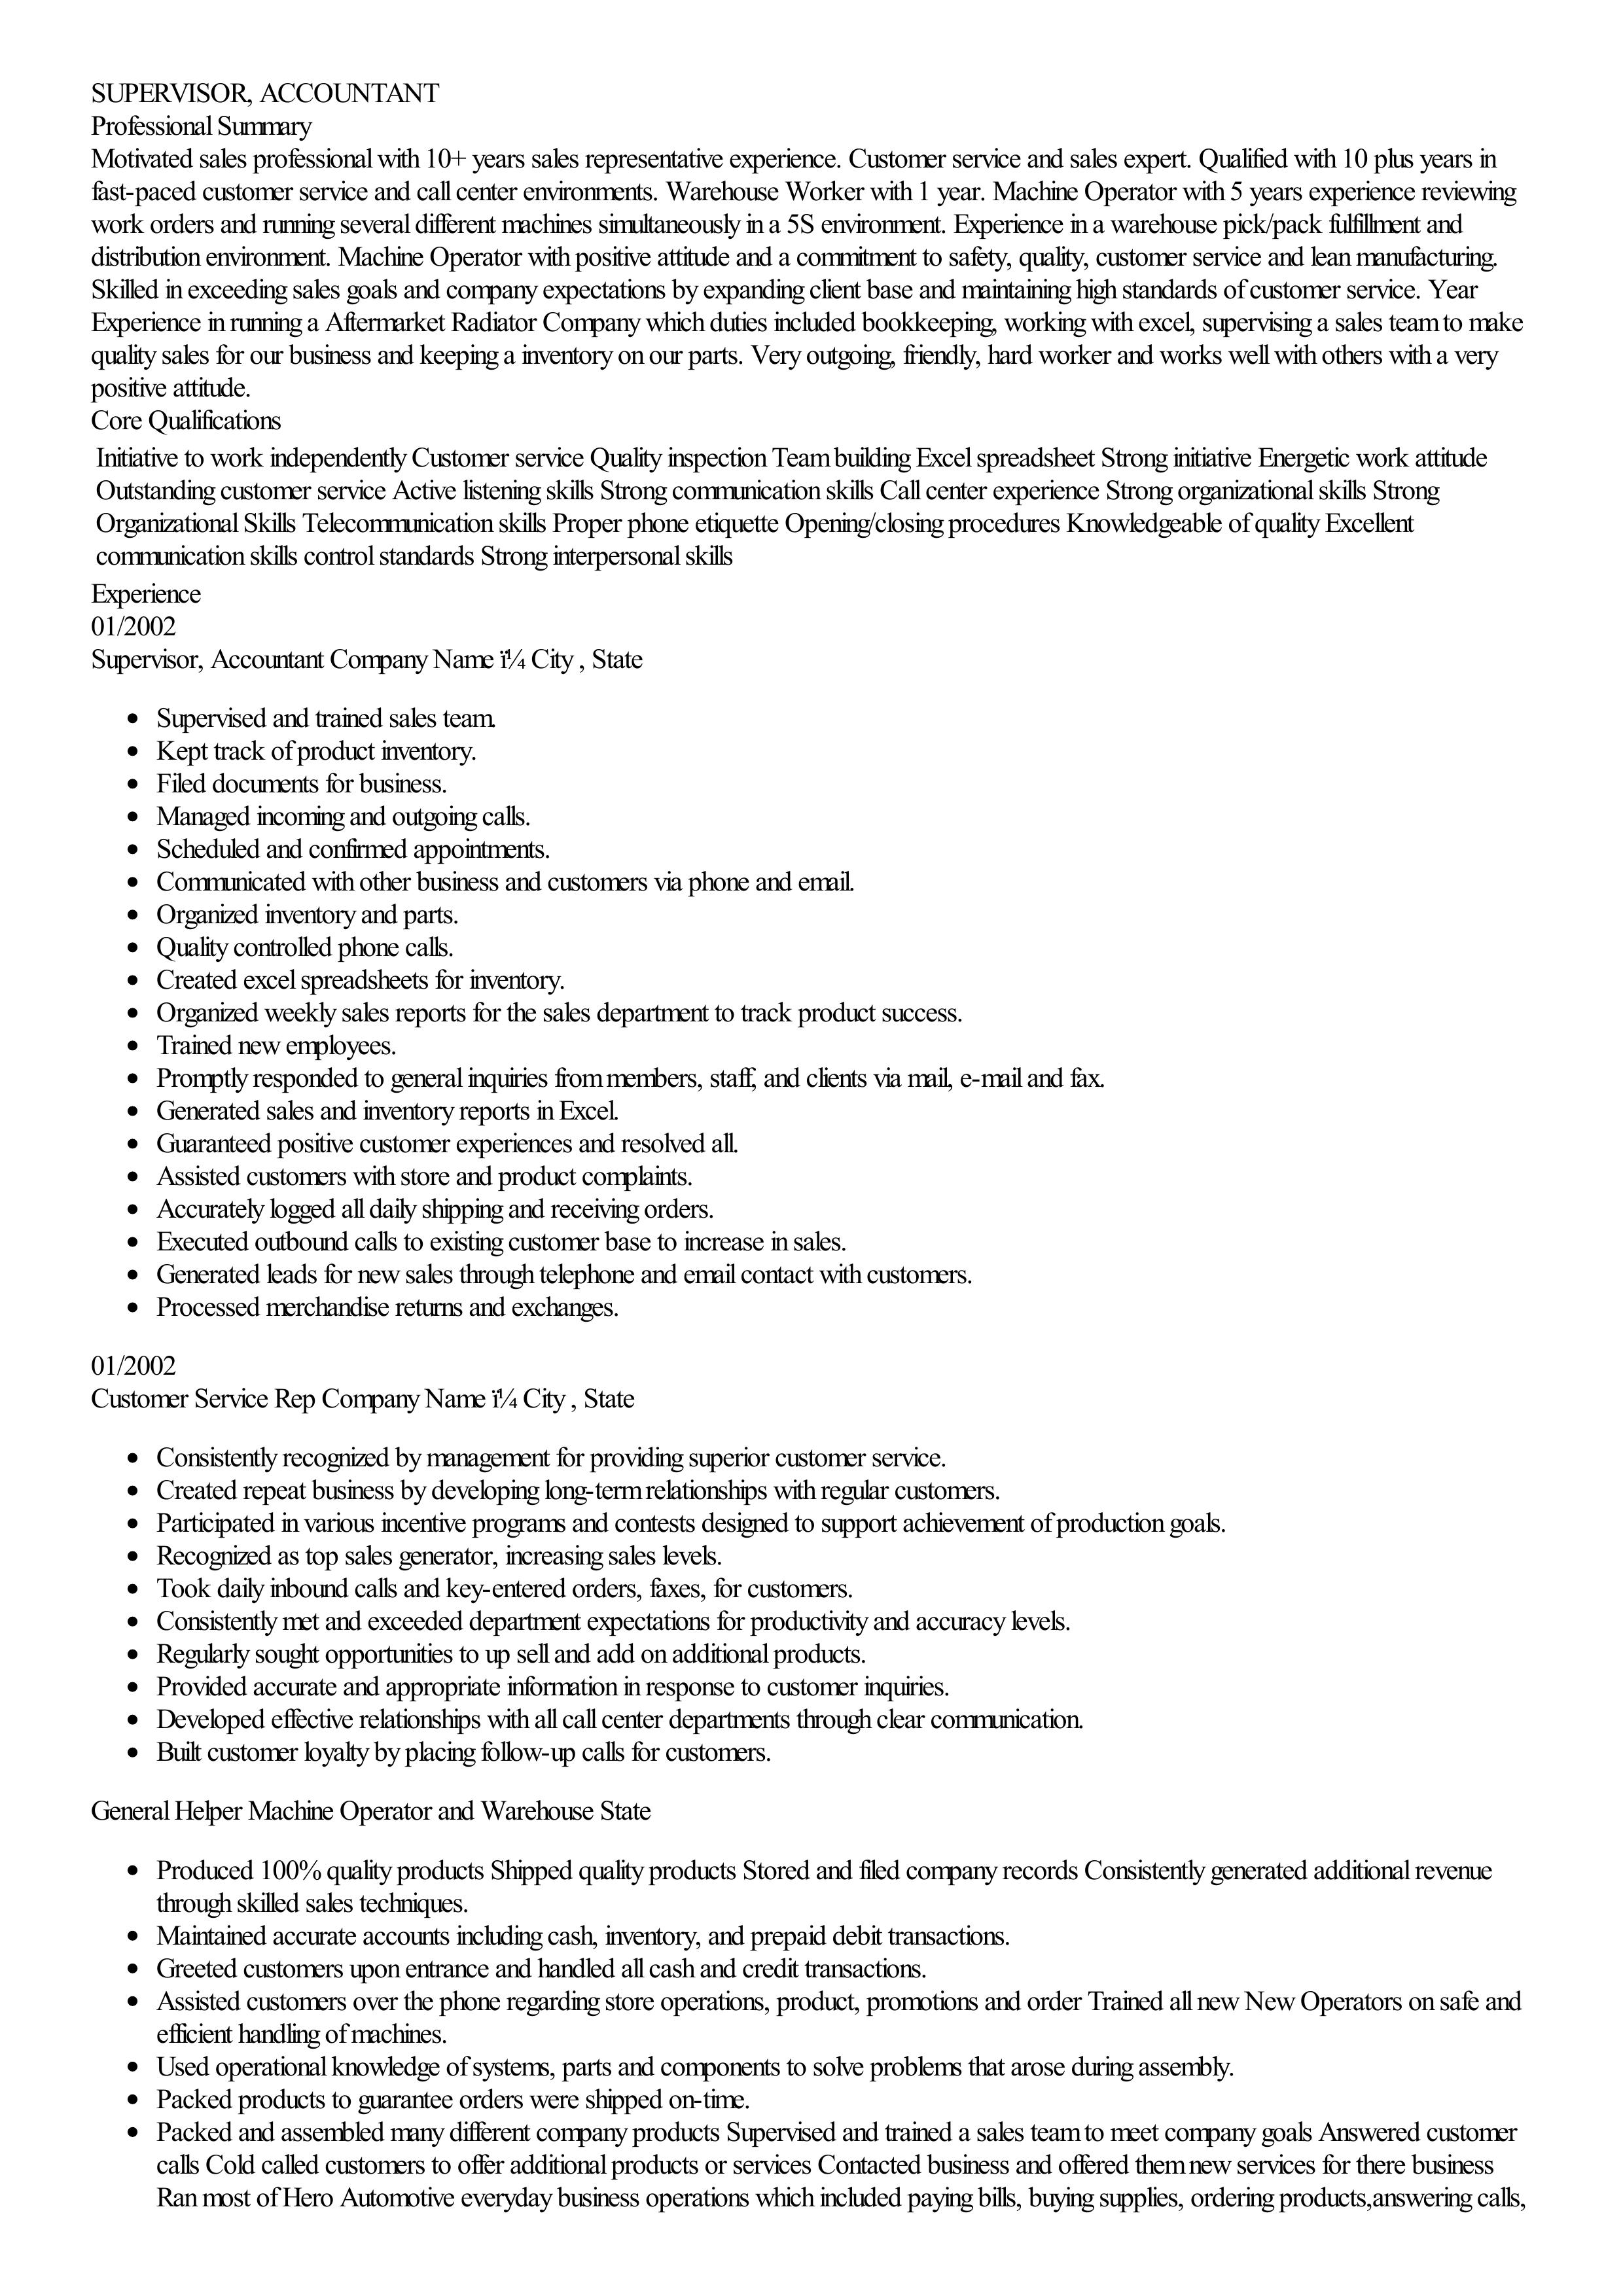 SUPERVISOR, ACCOUNTANT
Professional Summary
Motivated sales professional with 10+ years sales representative experience. Customer service and sales expert. Qualified with 10 plus years in
fast-paced customer service and call center environments. Warehouse Worker with 1 year. Machine Operator with 5 years experience reviewing
work orders and running several different machines simultaneously in a 5S environment. Experience in a warehouse pick/pack fulfillment and
distribution environment. Machine Operator with positive attitude and a commitment to safety, quality, customer service and lean manufacturing.
Skilled in exceeding sales goals and company expectations by expanding client base and maintaining high standards of customer service. Year
Experience in running a Aftermarket Radiator Company which duties included bookkeeping, working with excel, supervising a sales team to make
quality sales for our business and keeping a inventory on our parts. Very outgoing, friendly, hard worker and works well with others with a very
positive attitude.
Core Qualifications
Initiative to work independently Customer service Quality inspection Team building Excel spreadsheet Strong initiative Energetic work attitude
Outstanding customer service Active listening skills Strong communication skills Call center experience Strong organizational skills Strong
Organizational Skills Telecommunication skills Proper phone etiquette Opening/closing procedures Knowledgeable of quality Excellent
communication skills control standards Strong interpersonal skills
Experience
01/2002
Supervisor, Accountant Company Name ï¼ City , State
• Supervised and trained sales team.
• Kept track of product inventory.
• Filed documents for business.
• Managed incoming and outgoing calls.
• Scheduled and confirmed appointments.
• Communicated with other business and customers via phone and email.
• Organized inventory and parts.
• Quality controlled phone calls.
• Created excel spreadsheets for inventory.
• Organized weekly sales reports for the sales department to track product success.
• Trained new employees.
• Promptly responded to general inquiries from members, staff, and clients via mail, e-mail and fax.
• Generated sales and inventory reports in Excel.
• Guaranteed positive customer experiences and resolved all.
• Assisted customers with store and product complaints.
• Accurately logged all daily shipping and receiving orders.
• Executed outbound calls to existing customer base to increase in sales.
• Generated leads for new sales through telephone and email contact with customers.
• Processed merchandise returns and exchanges.
01/2002
Customer Service Rep Company Name ï¼ City , State
• Consistently recognized by management for providing superior customer service.
• Created repeat business by developing long-term relationships with regular customers.
• Participated in various incentive programs and contests designed to support achievement of production goals.
• Recognized as top sales generator, increasing sales levels.
• Took daily inbound calls and key-entered orders, faxes, for customers.
• Consistently met and exceeded department expectations for productivity and accuracy levels.
• Regularly sought opportunities to up sell and add on additional products.
• Provided accurate and appropriate information in response to customer inquiries.
• Developed effective relationships with all call center departments through clear communication.
• Built customer loyalty by placing follow-up calls for customers.
General Helper Machine Operator and Warehouse State
• Produced 100% quality products Shipped quality products Stored and filed company records Consistently generated additional revenue
through skilled sales techniques.
• Maintained accurate accounts including cash, inventory, and prepaid debit transactions.
• Greeted customers upon entrance and handled all cash and credit transactions.
• Assisted customers over the phone regarding store operations, product, promotions and order Trained all new New Operators on safe and
efficient handling of machines.
• Used operational knowledge of systems, parts and components to solve problems that arose during assembly.
• Packed products to guarantee orders were shipped on-time.
• Packed and assembled many different company products Supervised and trained a sales team to meet company goals Answered customer
calls Cold called customers to offer additional products or services Contacted business and offered them new services for there business
Ran most of Hero Automotive everyday business operations which included paying bills, buying supplies, ordering products,answering calls,